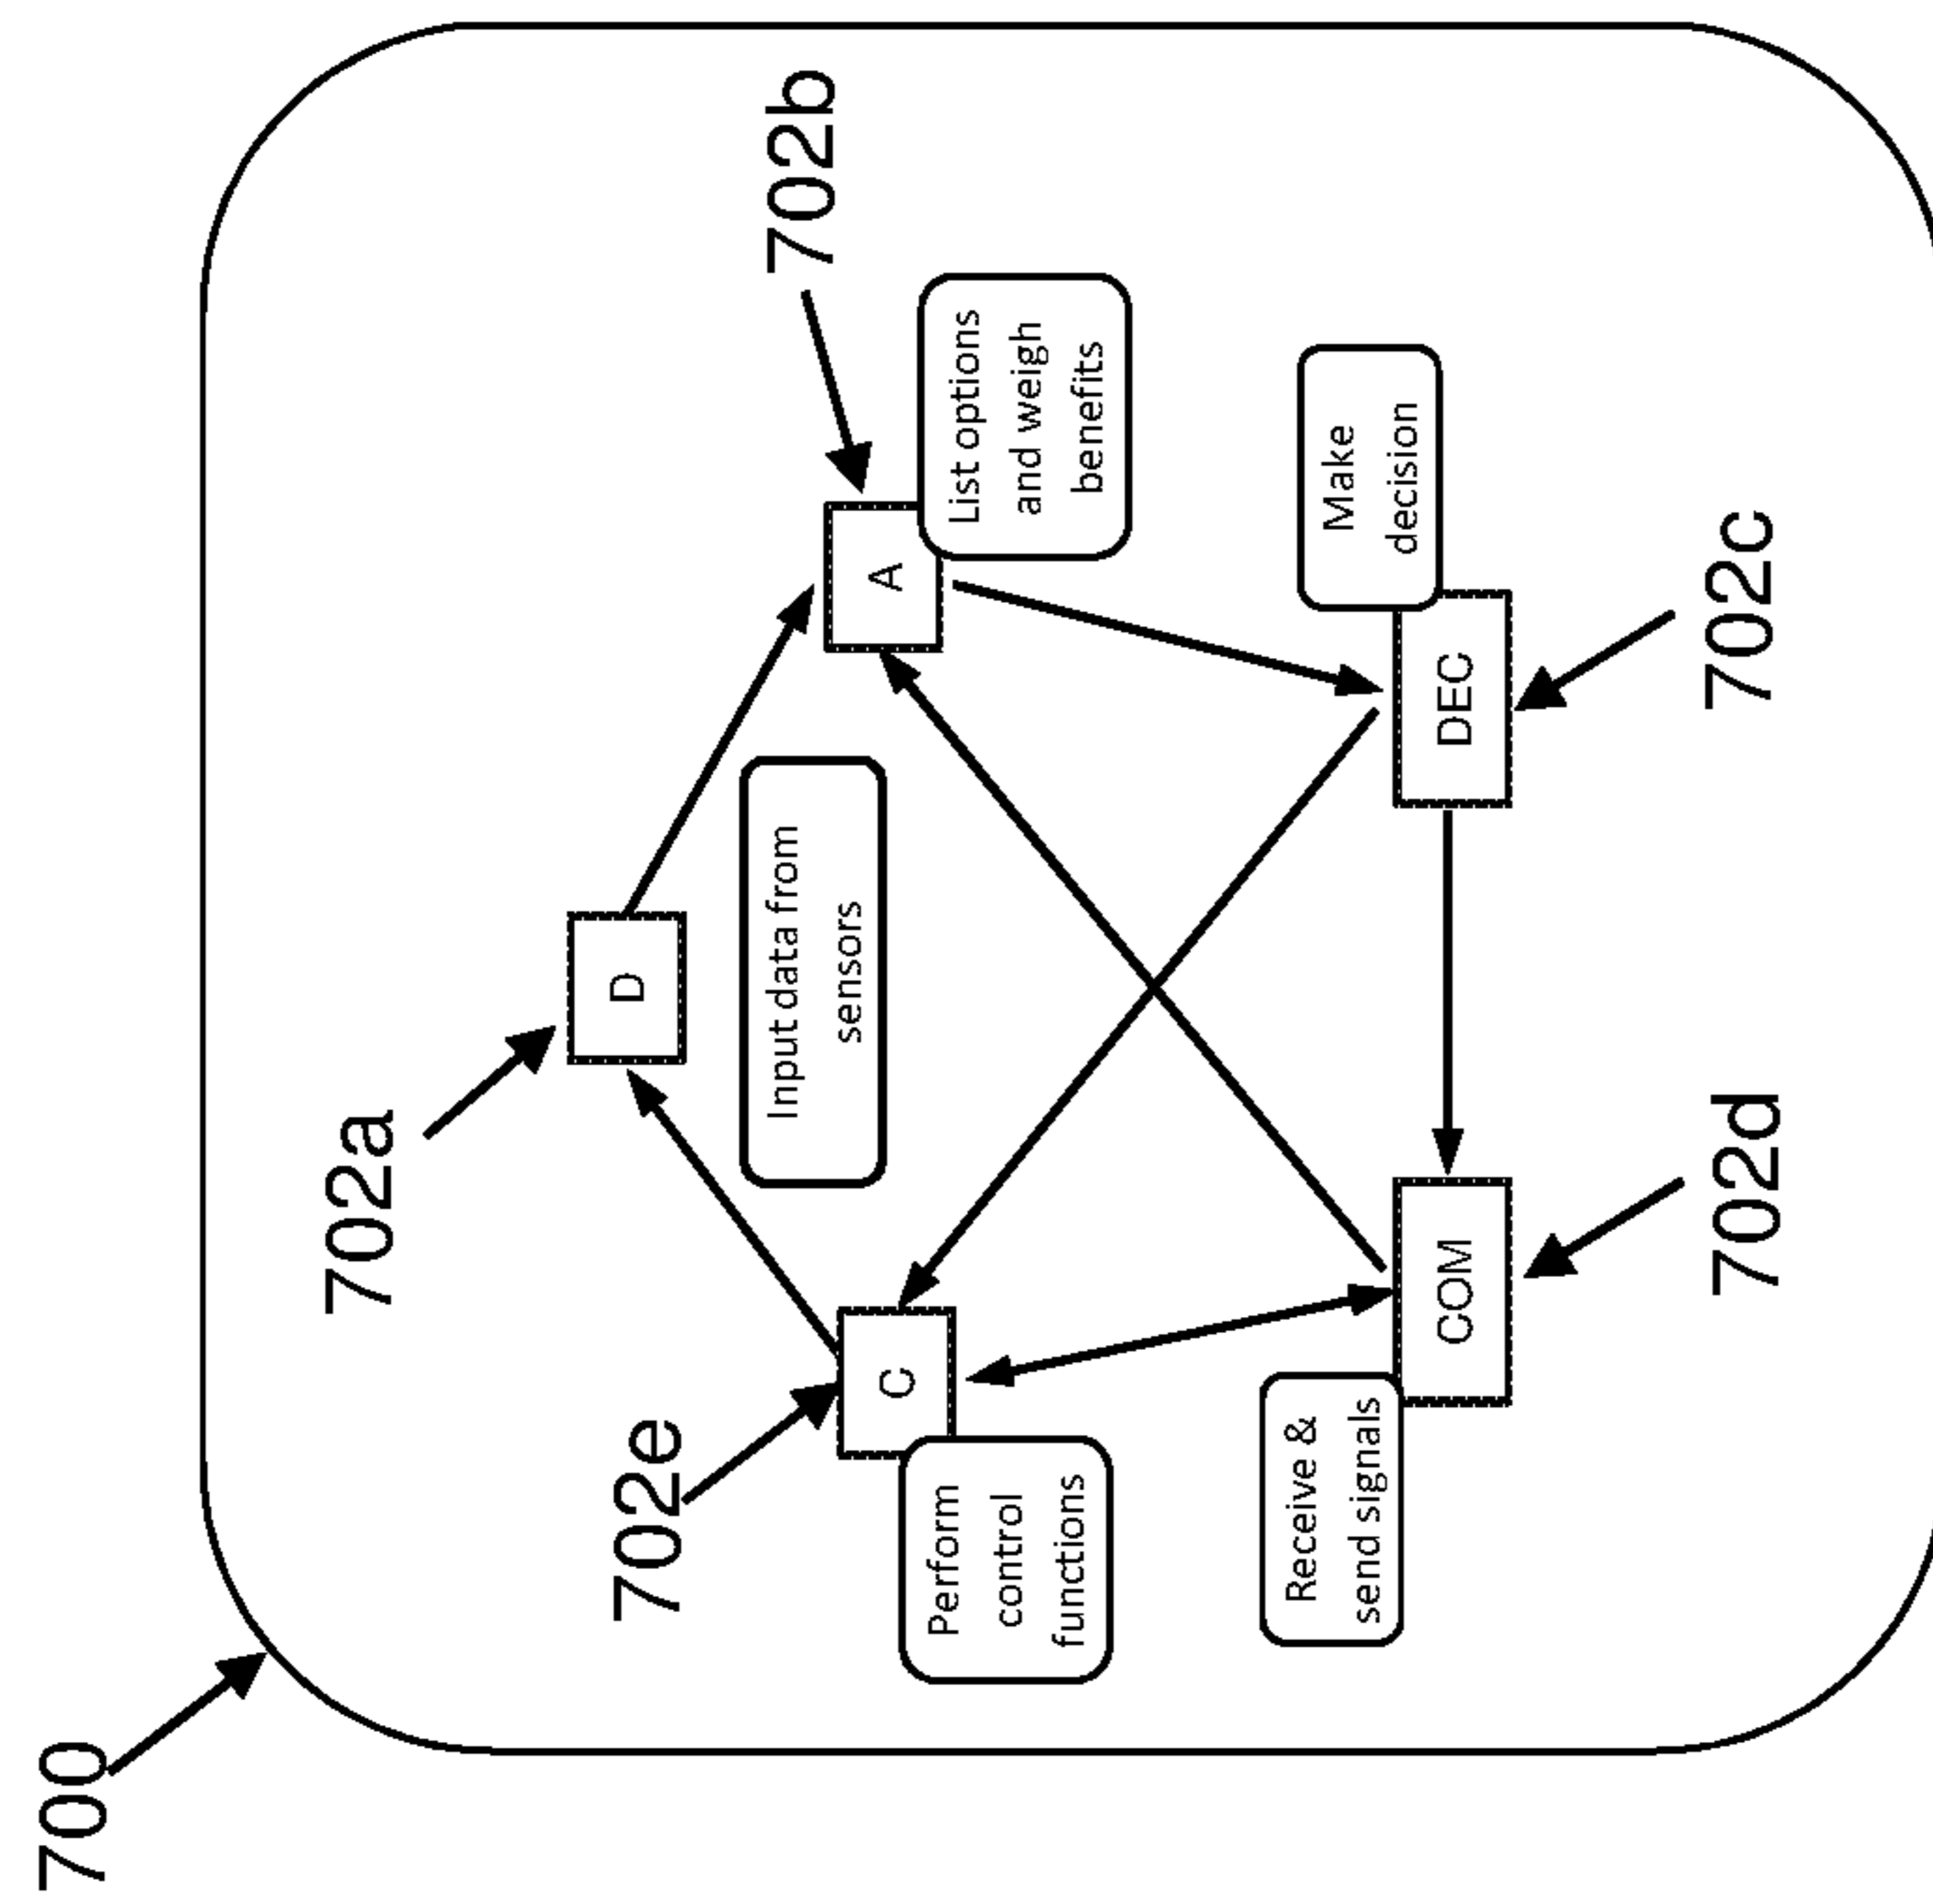 700
702a
D
702e
Input data from
sensors
702b
C
A
Perform
control
functions
List options
and weigh
benefits
Receive &
send signals
Make
decision
COM
DEC
702d
702c